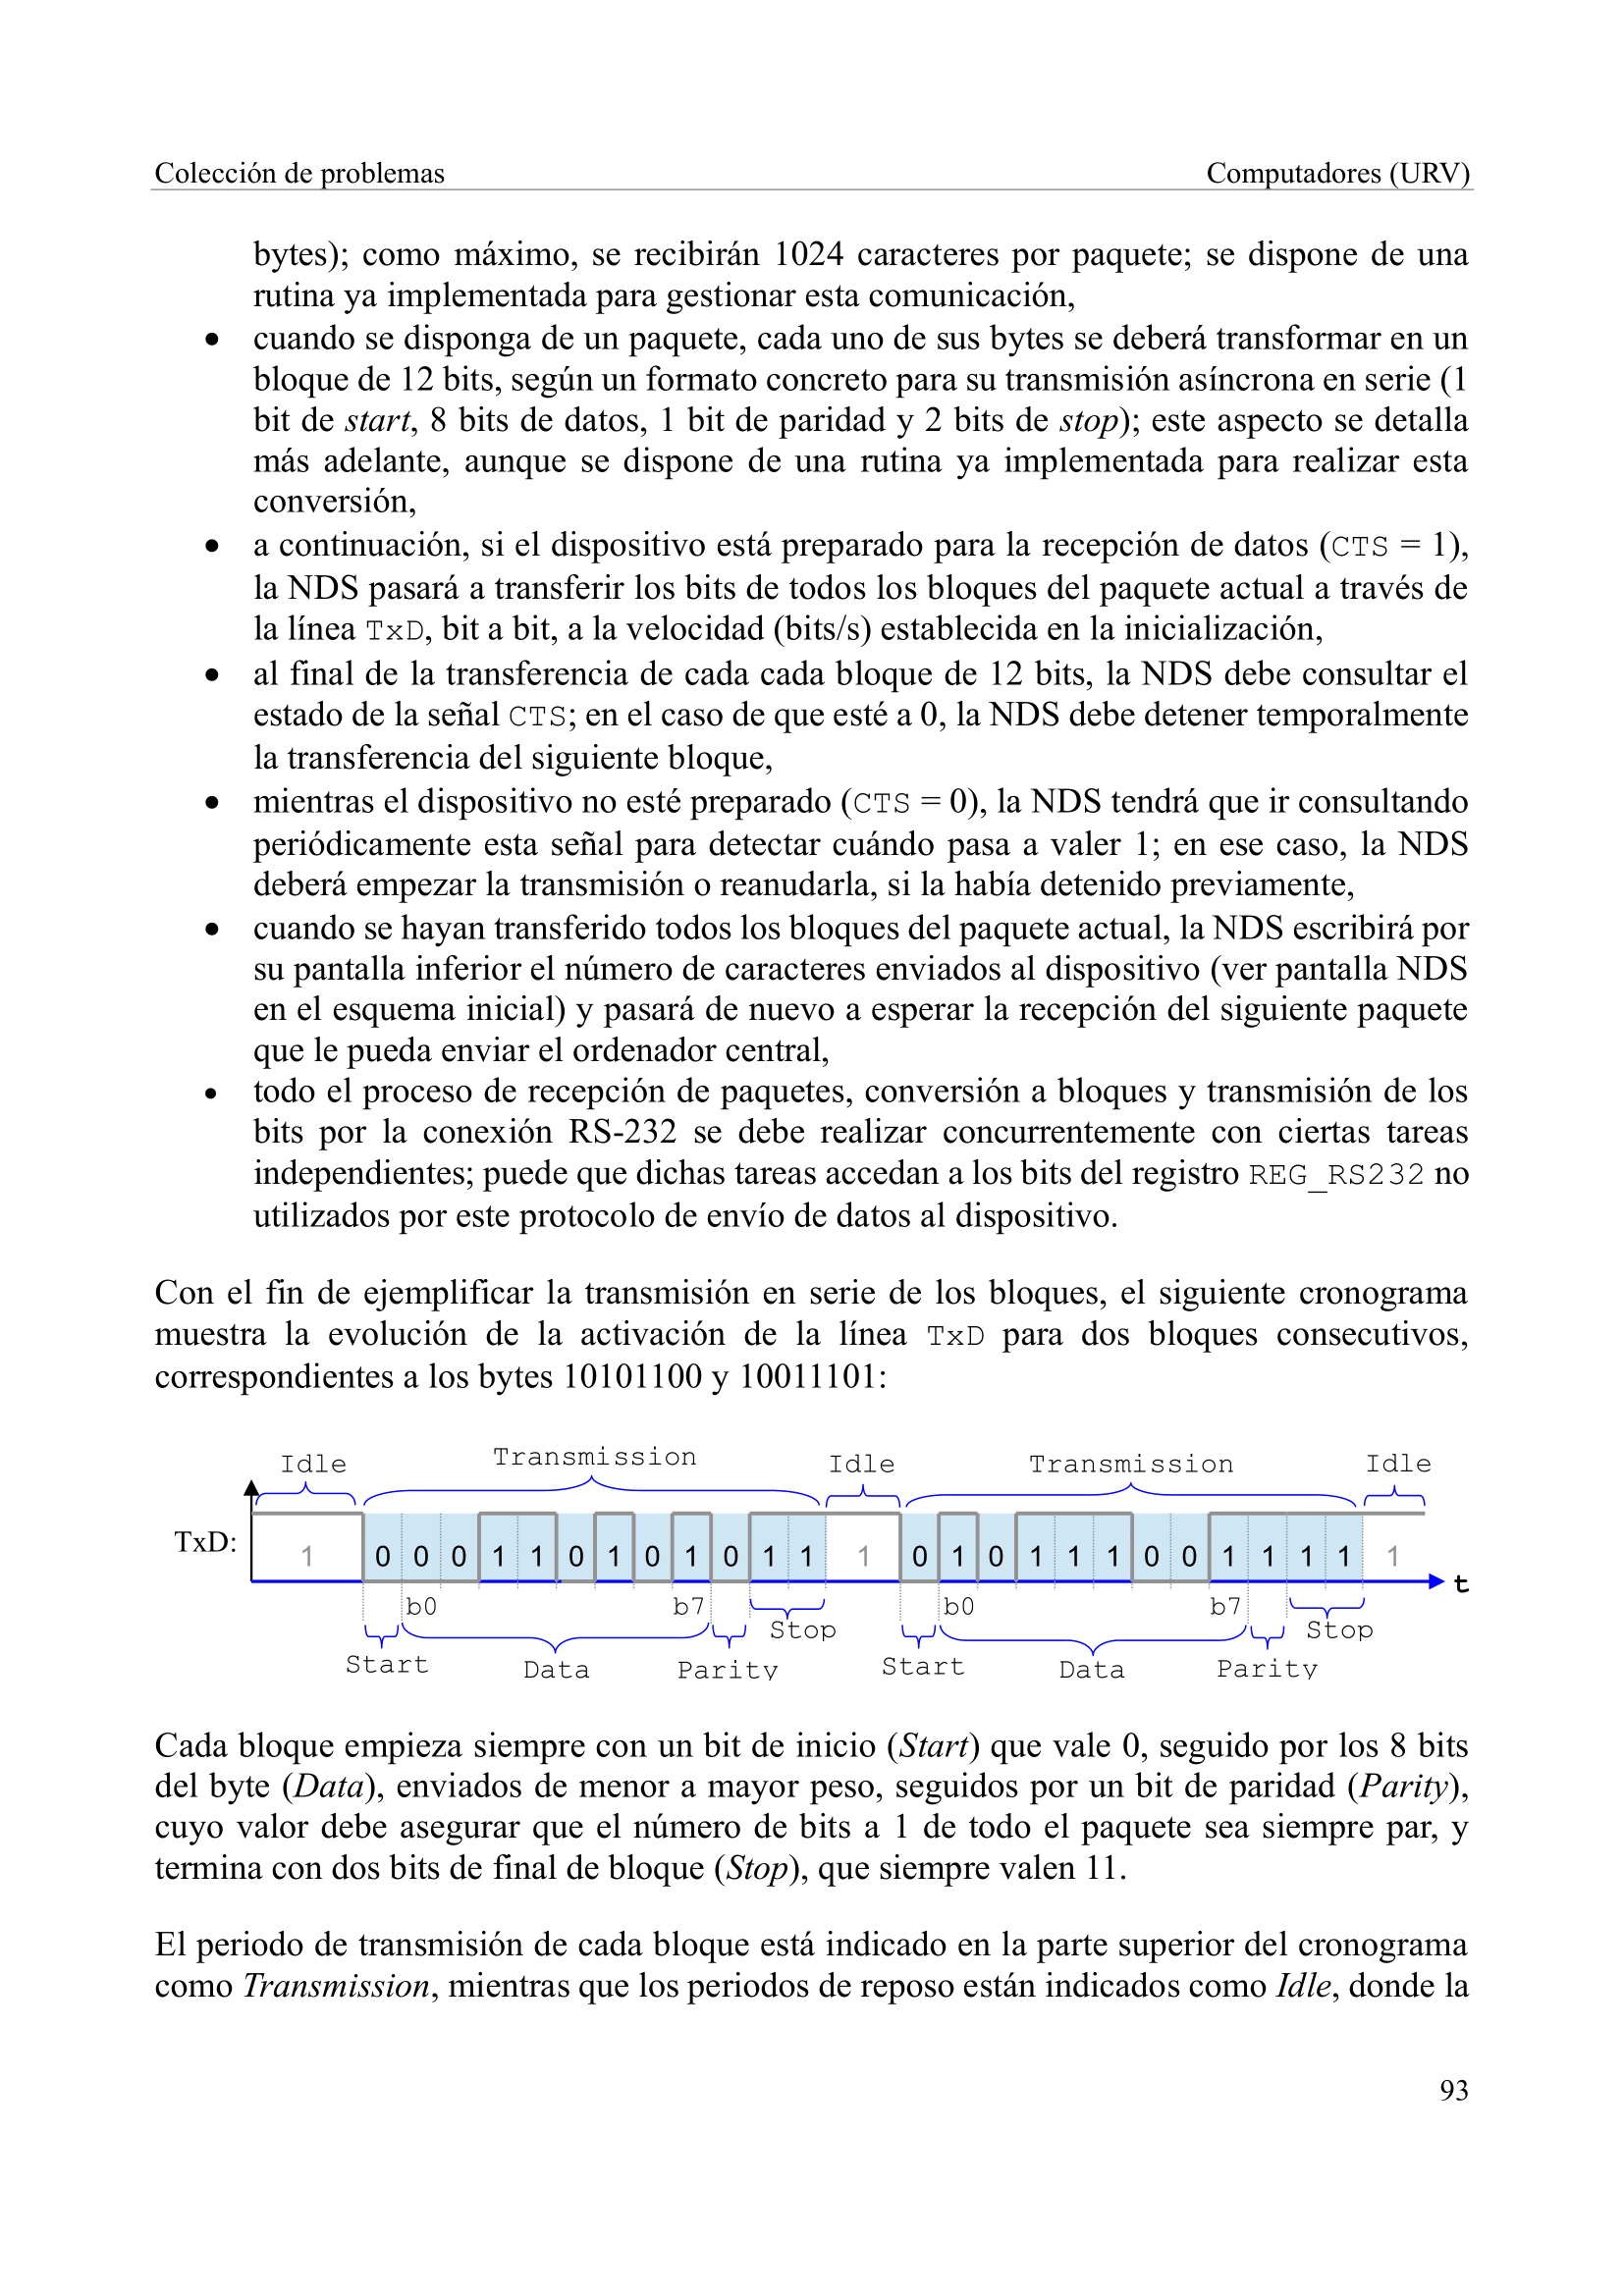 Colección de problemas
Computadores (URV)
bytes); como máximo, se recibirán 1024 caracteres por paquete; se dispone de una
rutina ya implementada para gestionar esta comunicación,
• cuando se disponga de un paquete, cada uno de sus bytes se deberá transformar en un
bloque de 12 bits, según un formato concreto para su transmisión asíncrona en serie (1
bit de start, 8 bits de datos, 1 bit de paridad y 2 bits de stop); este aspecto se detalla
más adelante, aunque se dispone de una rutina ya implementada para realizar esta
conversión,
• a continuación, si el dispositivo está preparado para la recepción de datos (CTS = 1),
la NDS pasará a transferir los bits de todos los bloques del paquete actual a través de
la línea TxD, bit a bit, a la velocidad (bits/s) establecida en la inicialización,
• al final de la transferencia de cada cada bloque de 12 bits, la NDS debe consultar el
estado de la señal CTS; en el caso de que esté a 0, la NDS debe detener temporalmente
la transferencia del siguiente bloque,
• mientras el dispositivo no esté preparado (CTS = 0), la NDS tendrá que ir consultando
periódicamente esta señal para detectar cuándo pasa a valer 1; en ese caso, la NDS
deberá empezar la transmisión o reanudarla, si la había detenido previamente,
• cuando se hayan transferido todos los bloques del paquete actual, la NDS escribirá por
su pantalla inferior el número de caracteres enviados al dispositivo (ver pantalla NDS
en el esquema inicial) y pasará de nuevo a esperar la recepción del siguiente paquete
que le pueda enviar el ordenador central,
• todo el proceso de recepción de paquetes, conversión a bloques y transmisión de los
bits por la conexión RS-232 se debe realizar concurrentemente con ciertas tareas
independientes; puede que dichas tareas accedan a los bits del registro REG_RS232 no
utilizados por este protocolo de envío de datos al dispositivo.
Con el fin de ejemplificar la transmisión en serie de los bloques, el siguiente cronograma
muestra la evolución de la activación de la línea TxD para dos bloques consecutivos,
correspondientes a los bytes 10101100 y 10011101:
Idle Transmission Idle Transmission Idle
TxD: 1 0 0 0 1 1 0 1 0 1 0 1 1 1 0 1 0 1 1 1 0 0 1 1 1 1 1 t
b0 b7 b0 b7
Stop Stop
Start Data Parity Start Data Parity
Cada bloque empieza siempre con un bit de inicio (Start) que vale 0, seguido por los 8 bits
del byte (Data), enviados de menor a mayor peso, seguidos por un bit de paridad (Parity),
cuyo valor debe asegurar que el número de bits a 1 de todo el paquete sea siempre par, y
termina con dos bits de final de bloque (Stop), que siempre valen 11.
El periodo de transmisión de cada bloque está indicado en la parte superior del cronograma
como Transmission, mientras que los periodos de reposo están indicados como Idle, donde la
93